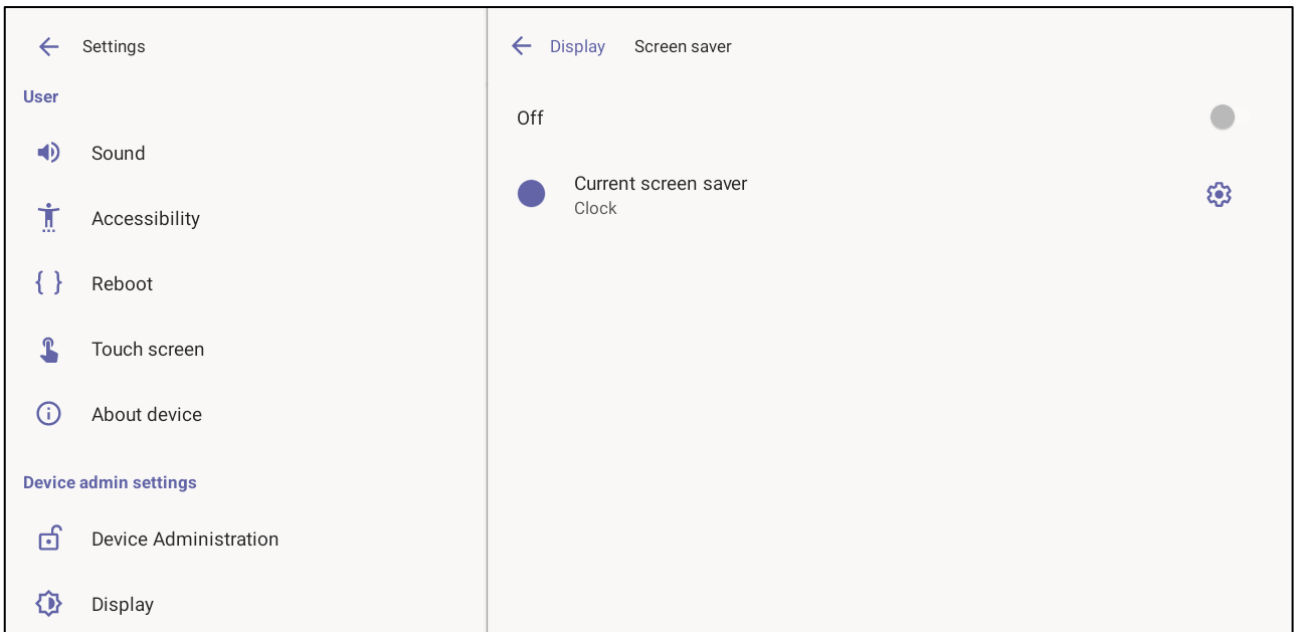 Settings
User
Sound
Accessibility
Reboot
Touch screen
About device
Device admin settings
Device Administration
Display
Display Screen saver
Off
Current screen saver
Clock